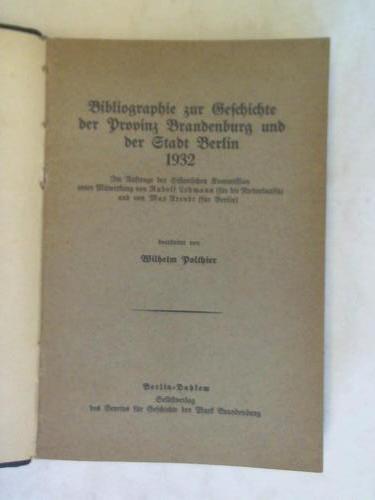 Bibliographie zur Geschichte
der Provinz Brandenburg und
der Stadt Berlin
1932
Im Auftrage der Historischen Kommission
unter Mitwirkung von Rudolf Lehmann (für die Niederlausitz)
und von Max Arendt (für Berlin)
bearbeitet von
Wilhelm Polthier
Berlin-Dahlem
Selbstverlag
des Vereins für Geschichte der Mark Brandenburg